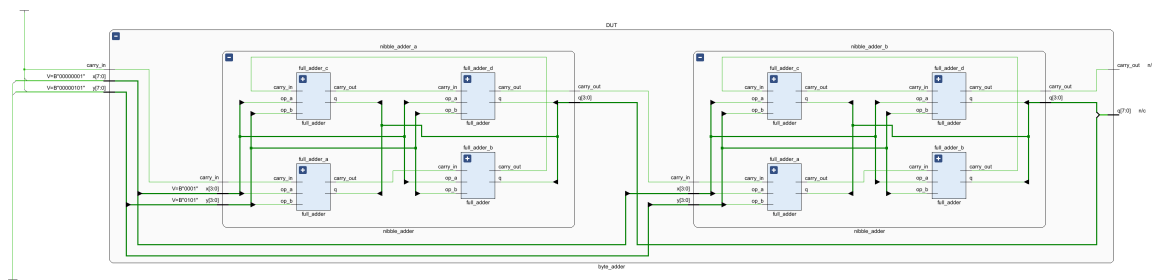 DUT
nibble_adder_a
nibble_adder_b
full_adder_c
full_adder_d
full_adder_c
full_adder_d
carry_in
V=B"00000001" x[7:0]
V=B"00000101" y[7:0]
carry_in carry_out
op_a q
op_b
full_adder
carry_in carry_out
op_a q
op_b
full_adder
carry_out
q[3:0]
carry_in carry_out
op_a q
op_b
full_adder
carry_in carry_out
op_a q
op_b
full_adder
carry_out
q[3:0]
carry_out
q[7:0] n/c
full_adder_a
full_adder_b
full_adder_a
full_adder_b
carry_in
V=B"0001" x[3:0]
V=B"0101" y[3:0]
carry_in carry_out
op_a q
op_b
full_adder
carry_in carry_out
op_a q
op_b
full_adder
carry_in
x[3:0]
y[3:0]
carry_in carry_out
op_a q
op_b
full_adder
carry_in carry_out
op_a q
op_b
full_adder
nibble_adder
nibble_adder
byte_adder